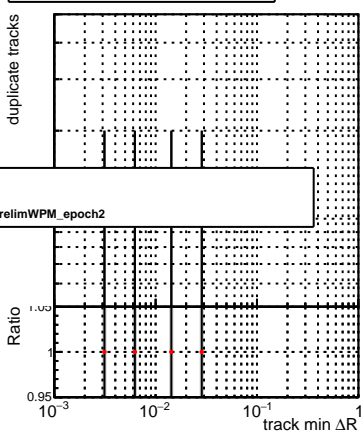 duplicate tracks
relimWPM_epoch2
1.05
Ratio
1
0.95
10⁻³ 10⁻² 10⁻¹ 1
track min ΔR